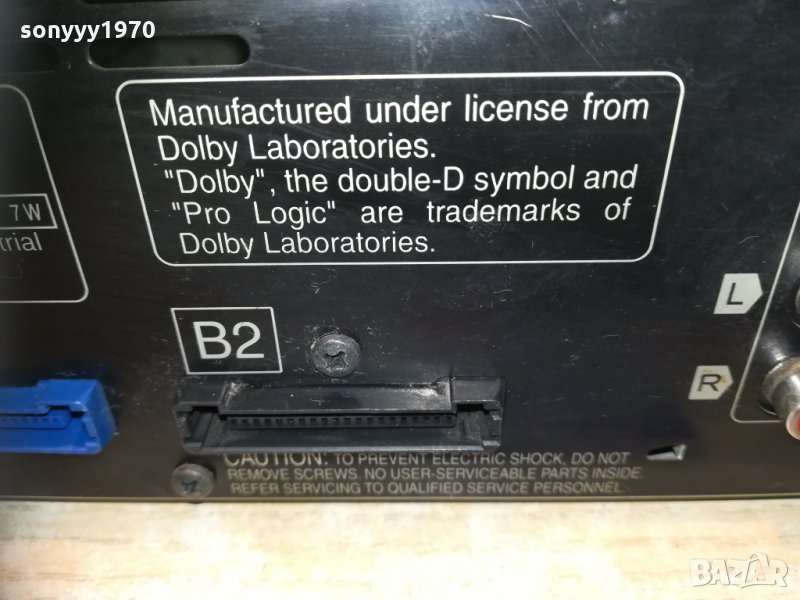 sonyyy1970
Manufactured under license from
Dolby Laboratories.
"Dolby", the double-D symbol and
"Pro Logic" are trademarks of
Dolby Laboratories.
7W
trial
B2
L
R
CAUTION: TO PREVENT ELECTRIC SHOCK, DO NOT
REMOVE SCREWS. NO USER-SERVICEABLE PARTS INSIDE.
REFER SERVICING TO QUALIFIED SERVICE PERSONNEL.
BAZAR